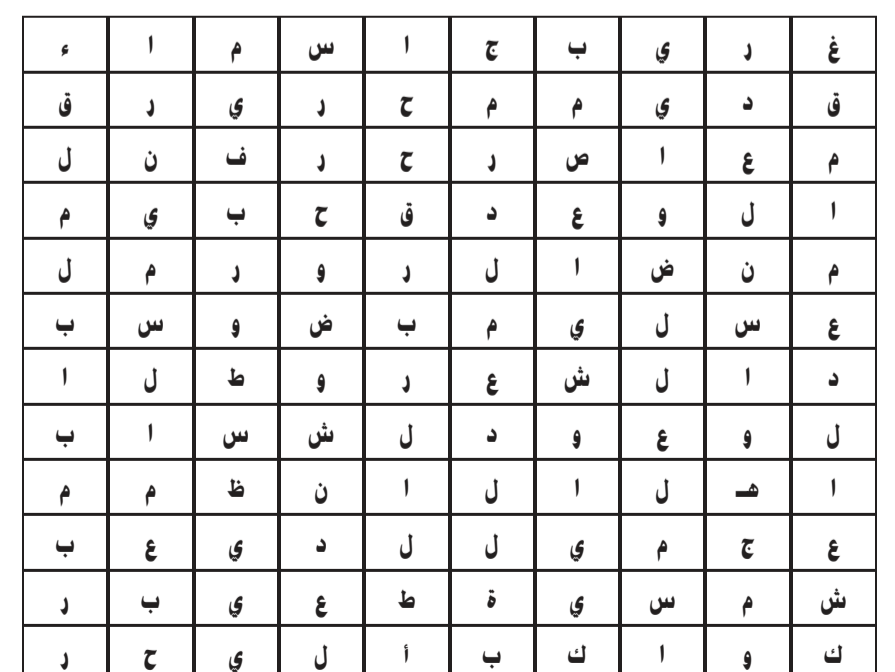 غ ر ي ب ج ا س م ا ء
ق د ي م م ح ر ي ر ق
م ع ا ص ر ح ر ف ن ل
ا ل و ع د ق ح ب ي م
م ن ض ا ل ر و ر م ل
ع س ل ي م ب ض و س ب
د ا ل ش ع ر و ط ل ا
ل و ع و د ل ش س ا ب
ا هـ ل ا ل ا ن ظ م م
ع ج م ي ل ل د ي ع ب
ش م س ي ة ط ع ي ب ر
ك و ا ك ب أ ل ي ح ر